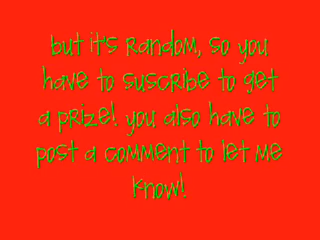 but it's random, so you
have to suscribe to get
a prize! you also have to
post a comment to let me
know!